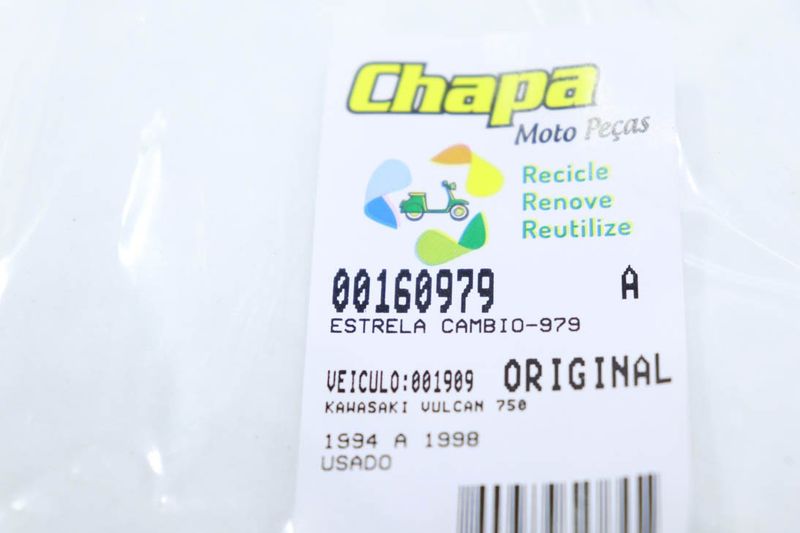 Chapa
Moto Peças
Recicle
Renove
Reutilize
00160979 A
ESTRELA CAMBIO-979
VEICULO:001909 ORIGINAL
KAWASAKI VULCAN 750
1994 A 1998
USADO